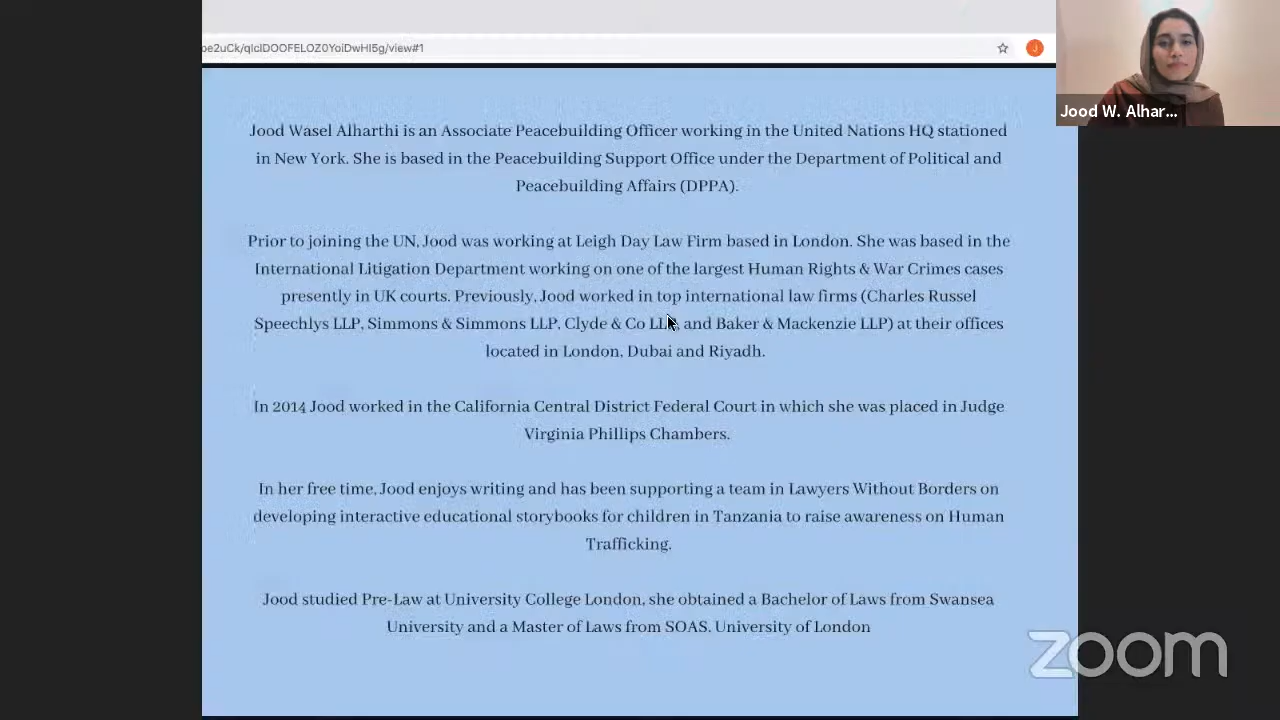 oe2uCk/qIcIDOOFELOZ0YoiDwHI5g/view#1
J
Jood W. Alhar...
Jood Wasel Alharthi is an Associate Peacebuilding Officer working in the United Nations HQ stationed
in New York. She is based in the Peacebuilding Support Office under the Department of Political and
Peacebuilding Affairs (DPPA).
Prior to joining the UN, Jood was working at Leigh Day Law Firm based in London. She was based in the
International Litigation Department working on one of the largest Human Rights & War Crimes cases
presently in UK courts. Previously, Jood worked in top international law firms (Charles Russel
Speechlys LLP, Simmons & Simmons LLP, Clyde & Co LLP, and Baker & Mackenzie LLP) at their offices
located in London, Dubai and Riyadh.
In 2014 Jood worked in the California Central District Federal Court in which she was placed in Judge
Virginia Phillips Chambers.
In her free time, Jood enjoys writing and has been supporting a team in Lawyers Without Borders on
developing interactive educational storybooks for children in Tanzania to raise awareness on Human
Trafficking.
Jood studied Pre-Law at University College London, she obtained a Bachelor of Laws from Swansea
University and a Master of Laws from SOAS, University of London
zoom